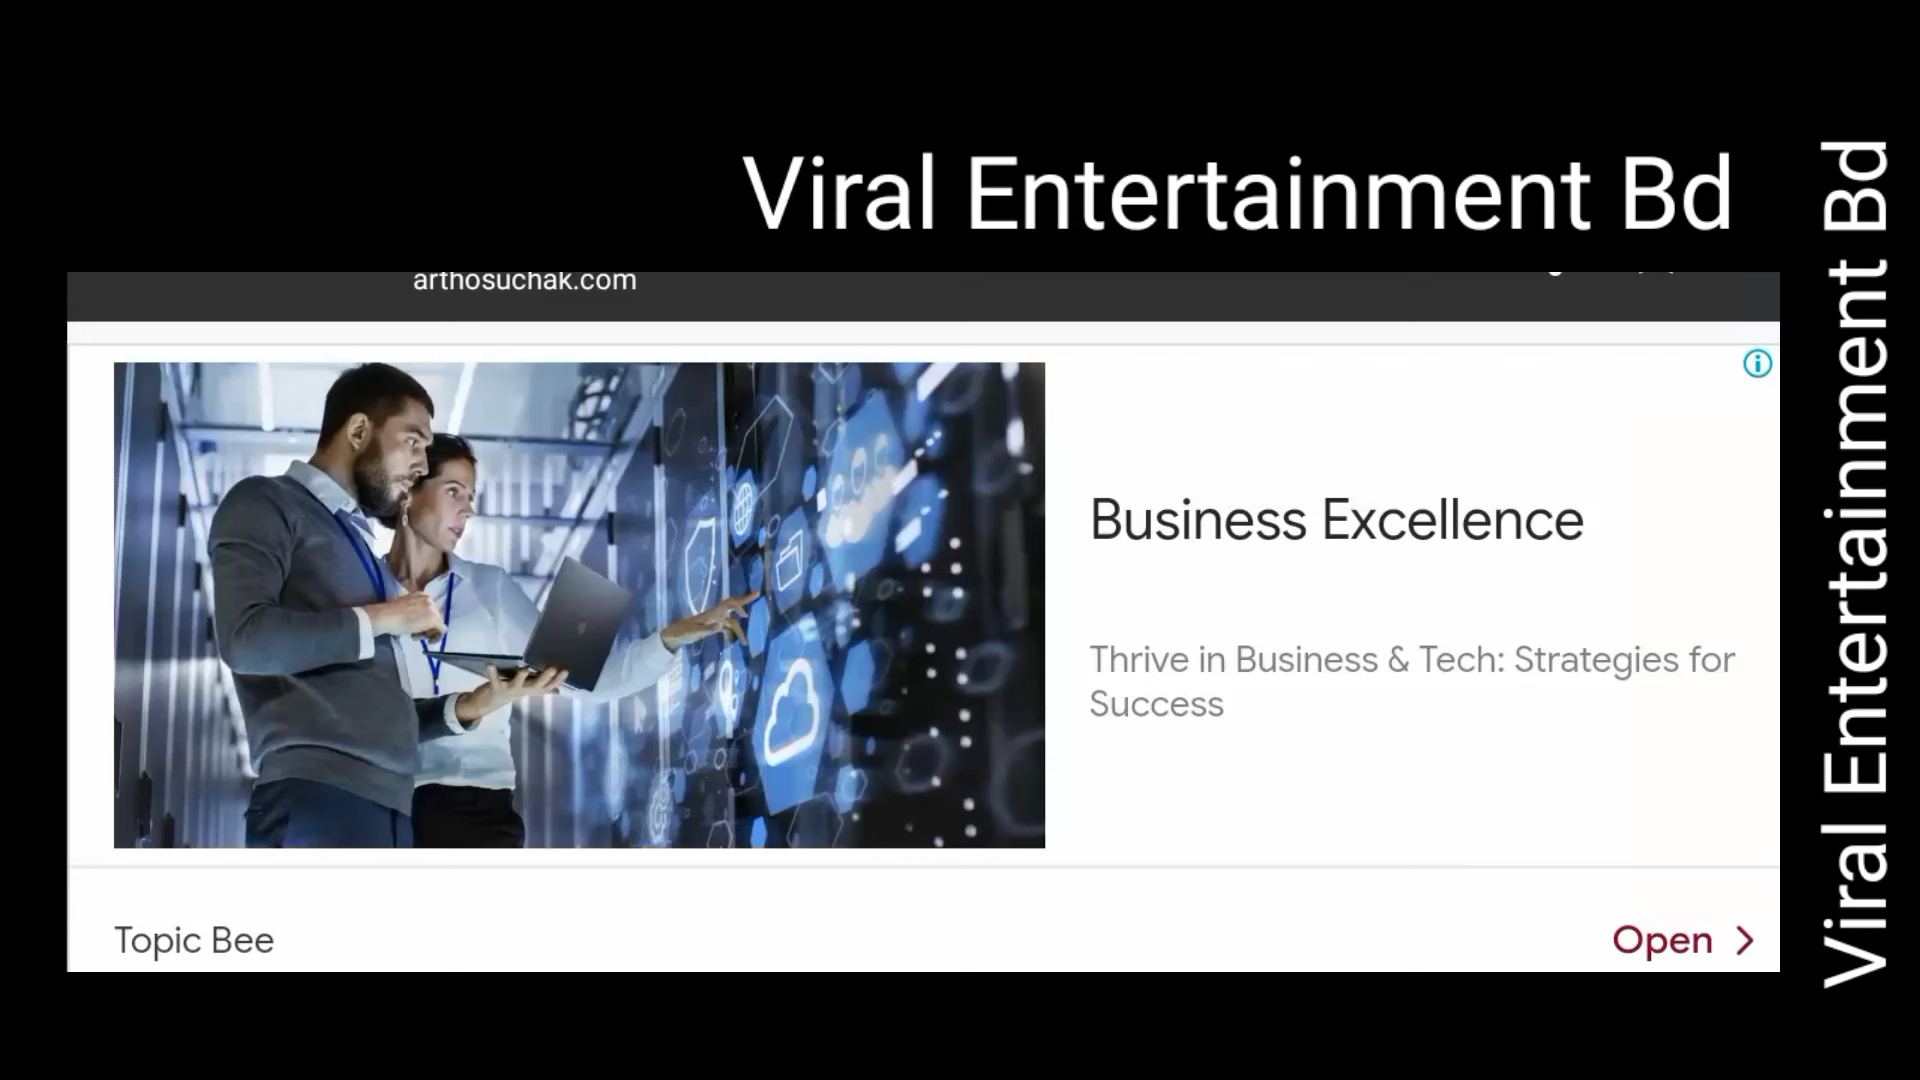 Viral Entertainment Bd
Viral Entertainment Bd
arthosuchak.com
Business Excellence
Thrive in Business & Tech: Strategies for
Success
Topic Bee
Open